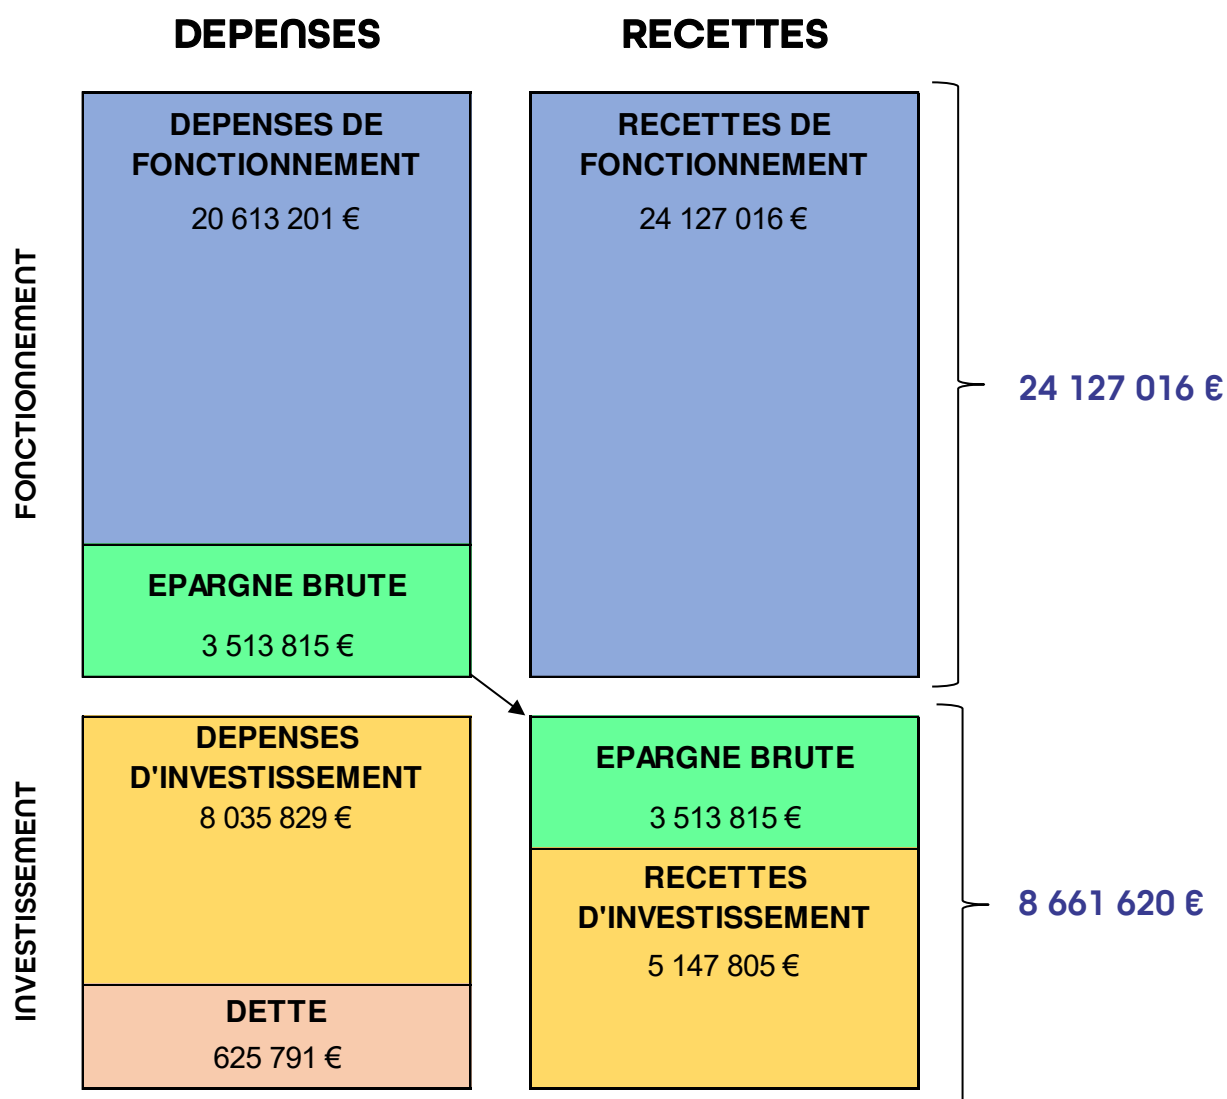 DEPENSES
RECETTES
FONCTIONNEMENT
DEPENSES DE
FONCTIONNEMENT
20 613 201 €
RECETTES DE
FONCTIONNEMENT
24 127 016 €
24 127 016 €
EPARGNE BRUTE
3 513 815 €
INVESTISSEMENT
DEPENSES
D'INVESTISSEMENT
8 035 829 €
EPARGNE BRUTE
3 513 815 €
RECETTES
D'INVESTISSEMENT
5 147 805 €
8 661 620 €
DETTE
625 791 €